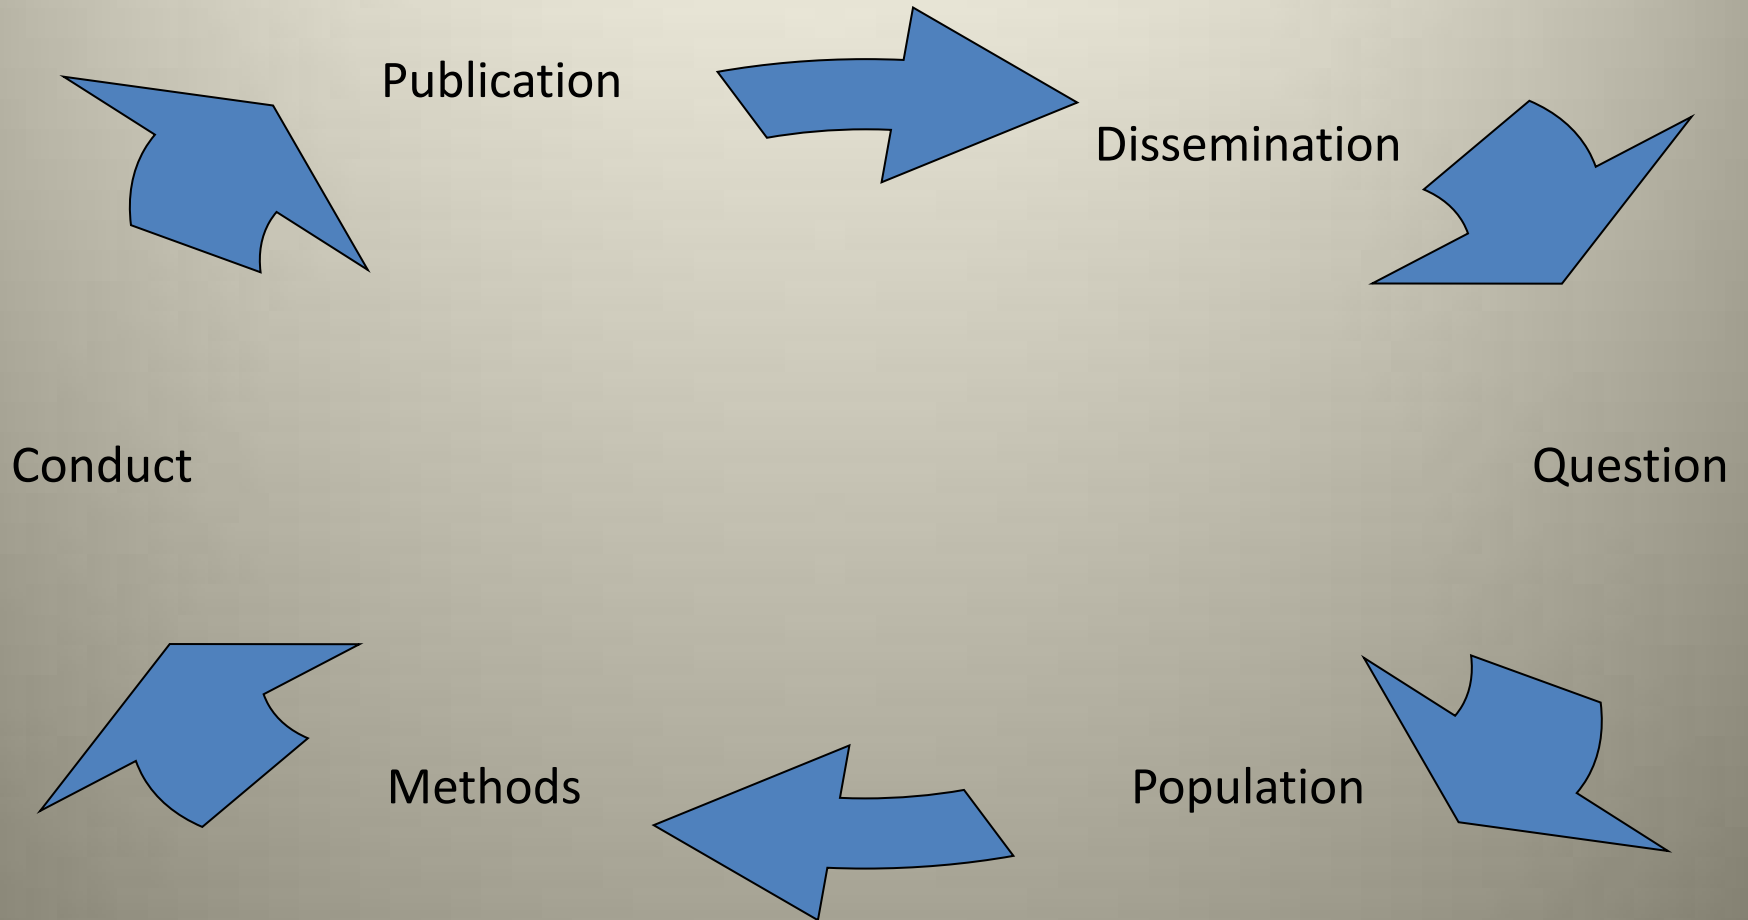 Publication
Dissemination
Conduct
Question
Methods
Population